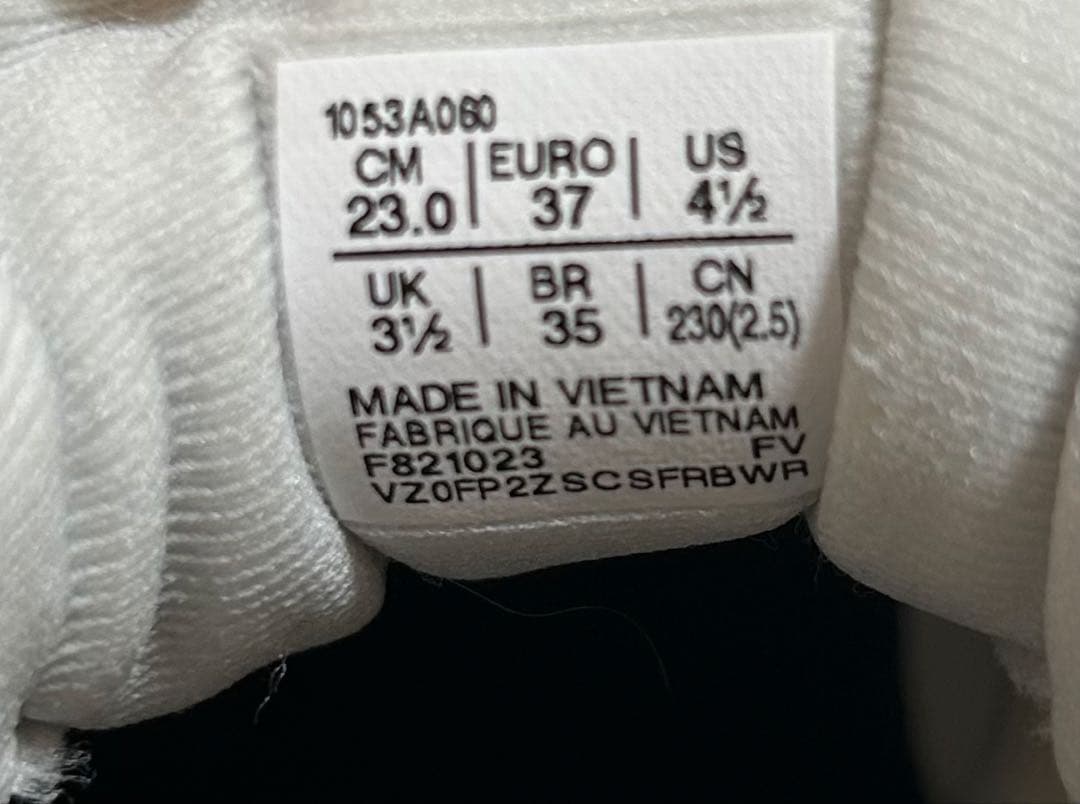 1053A060
CM | EURO | US
23.0 | 37 | 4½
UK | BR | CN
3½ | 35 | 230(2.5)
MADE IN VIETNAM
FABRIQUE AU VIETNAM
F821023 FV
VZ0FP2ZSCSFRBWR